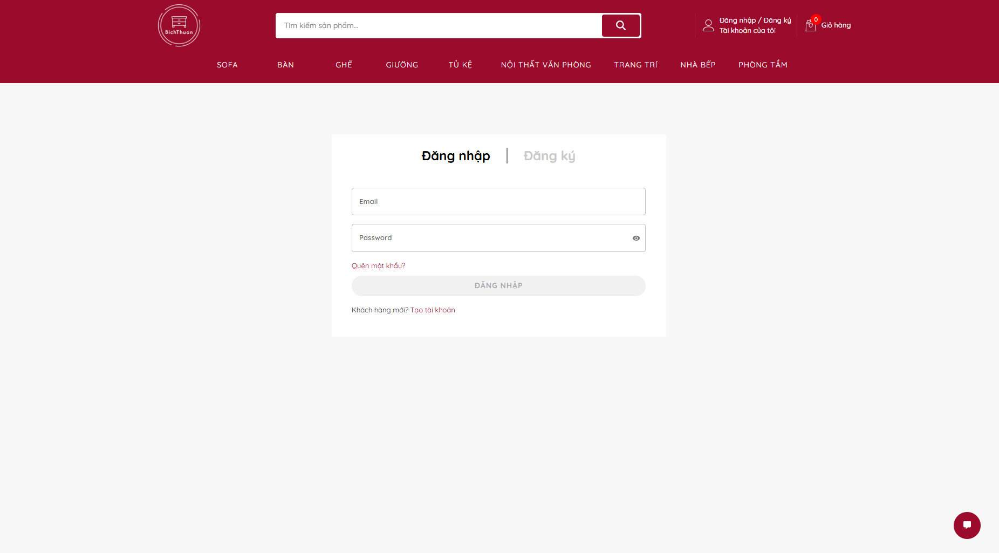 BichThuan
Tìm kiếm sản phẩm...
Đăng nhập / Đăng ký
Tài khoản của tôi
0
Giỏ hàng
SOFA
BÀN
GHẾ
GIƯỜNG
TỦ KỆ
NỘI THẤT VĂN PHÒNG
TRANG TRÍ
NHÀ BẾP
PHÒNG TẮM
Đăng nhập
Đăng ký
Email
Password
Quên mật khẩu?
ĐĂNG NHẬP
Khách hàng mới? Tạo tài khoản